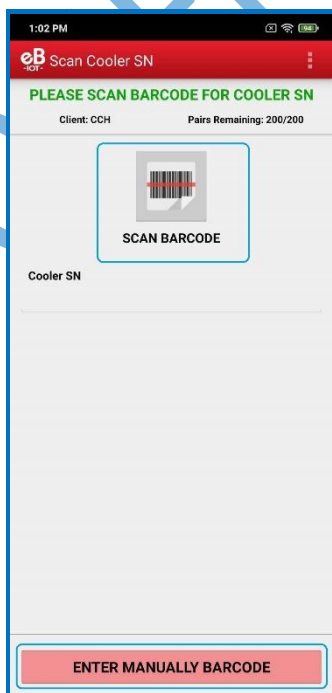 1:02 PM
94
eB
-IOT-
Scan Cooler SN
PLEASE SCAN BARCODE FOR COOLER SN
Client: CCH
Pairs Remaining: 200/200
SCAN BARCODE
Cooler SN
ENTER MANUALLY BARCODE